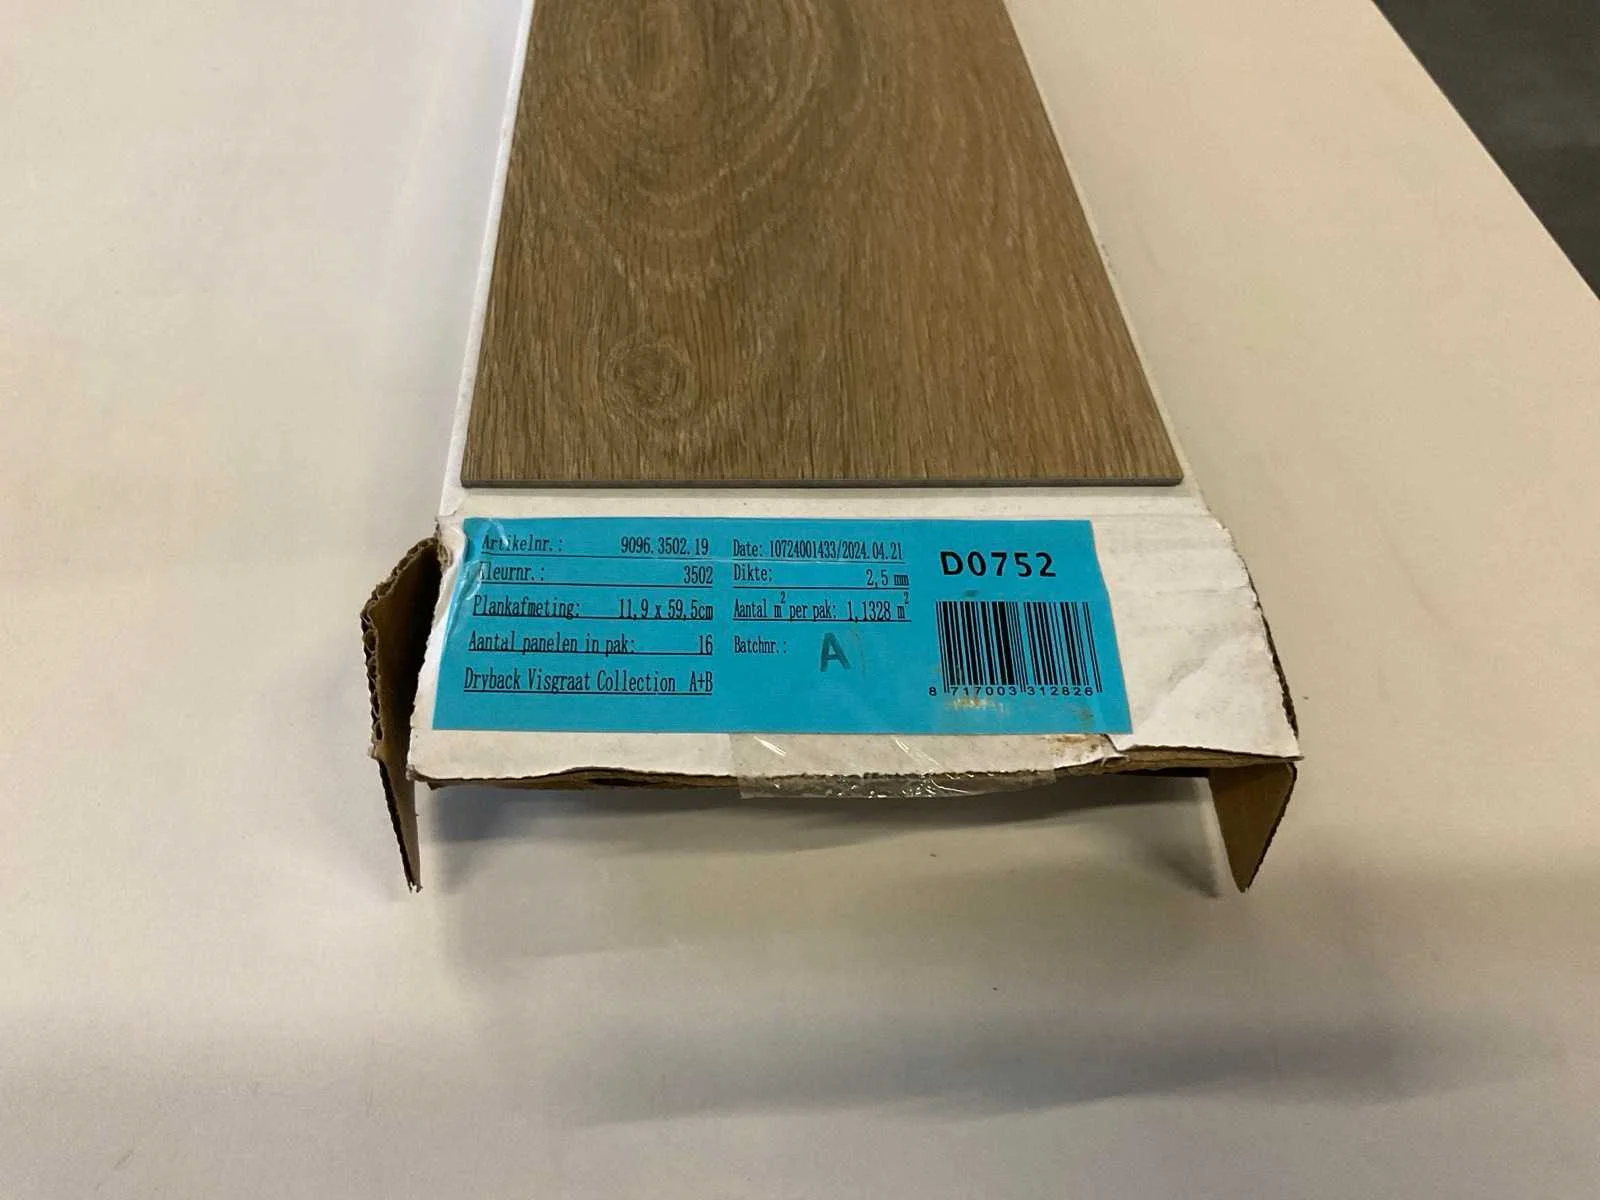 Artikelnr.: 9096.3502.19 Date: 10724001433/2024.04.21 D0752
Kleurnr.: 3502 Dikte: 2,5 mm
Plankafmeting: 11,9 x 59,5cm Aantal m² per pak: 1,1328 m²
Aantal panelen in pak: 16 Batchnr.: A
Dryback Visgraat Collection A+B
8 717003 312826